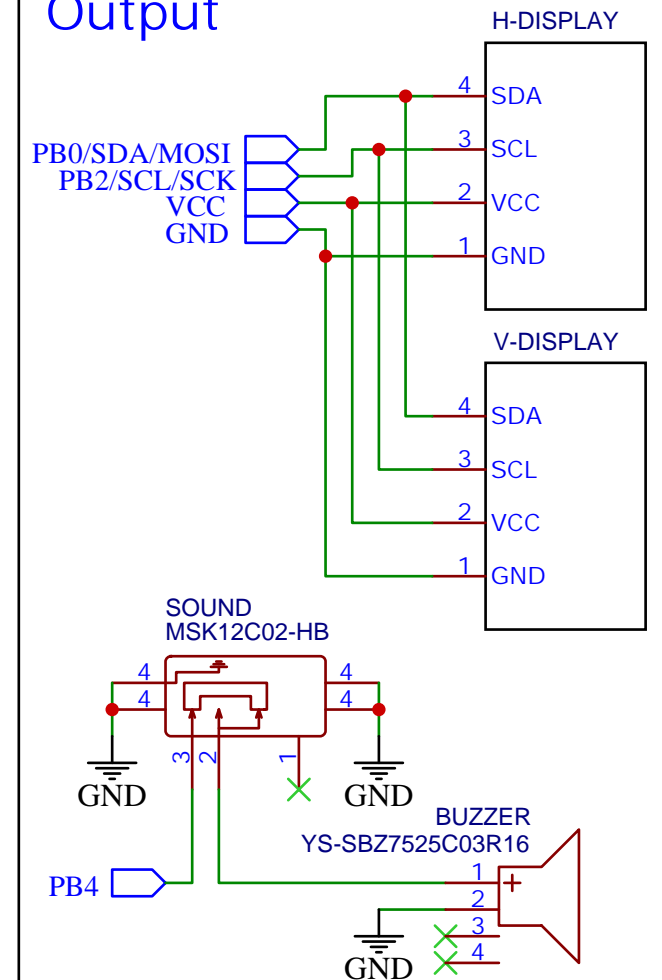 Output
H-DISPLAY
4 SDA
3 SCL
2 VCC
1 GND
PB0/SDA/MOSI
PB2/SCL/SCK
VCC
GND
V-DISPLAY
4 SDA
3 SCL
2 VCC
1 GND
SOUND
MSK12C02-HB
4 4
4 4
3 2 1
GND GND
BUZZER
YS-SBZ7525C03R16
PB4
1 +
2
3
4
GND